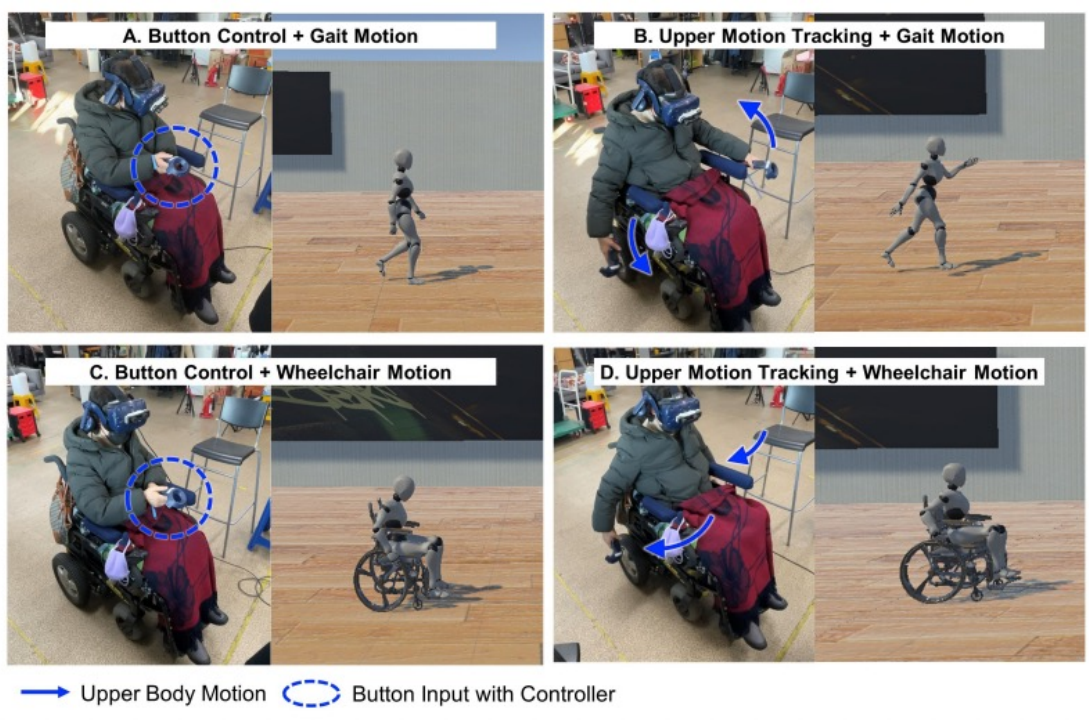 A. Button Control + Gait Motion
B. Upper Motion Tracking + Gait Motion
C. Button Control + Wheelchair Motion
D. Upper Motion Tracking + Wheelchair Motion
Upper Body Motion
Button Input with Controller